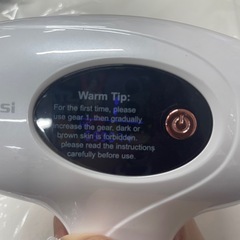 si
Warm Tip:
For the first time, please
use gear 1, then gradually
increase the gear, dark or
brown skin is forbidden.
please read the instructions
carefully before use.